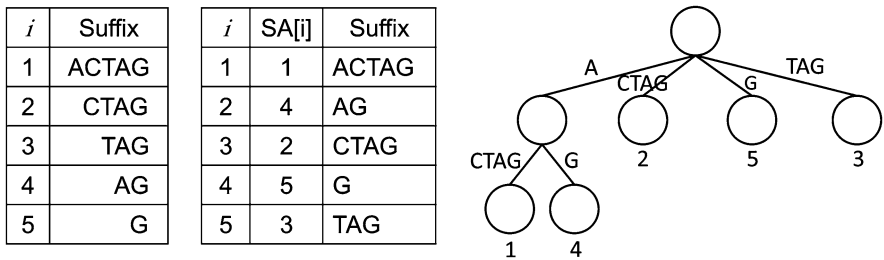 i Suffix
1 ACTAG
2 CTAG
3 TAG
4 AG
5 G
i SA[i] Suffix
1 1 ACTAG
2 4 AG
3 2 CTAG
4 5 G
5 3 TAG
A CTAG G TAG
2 5 3
CTAG G
1 4